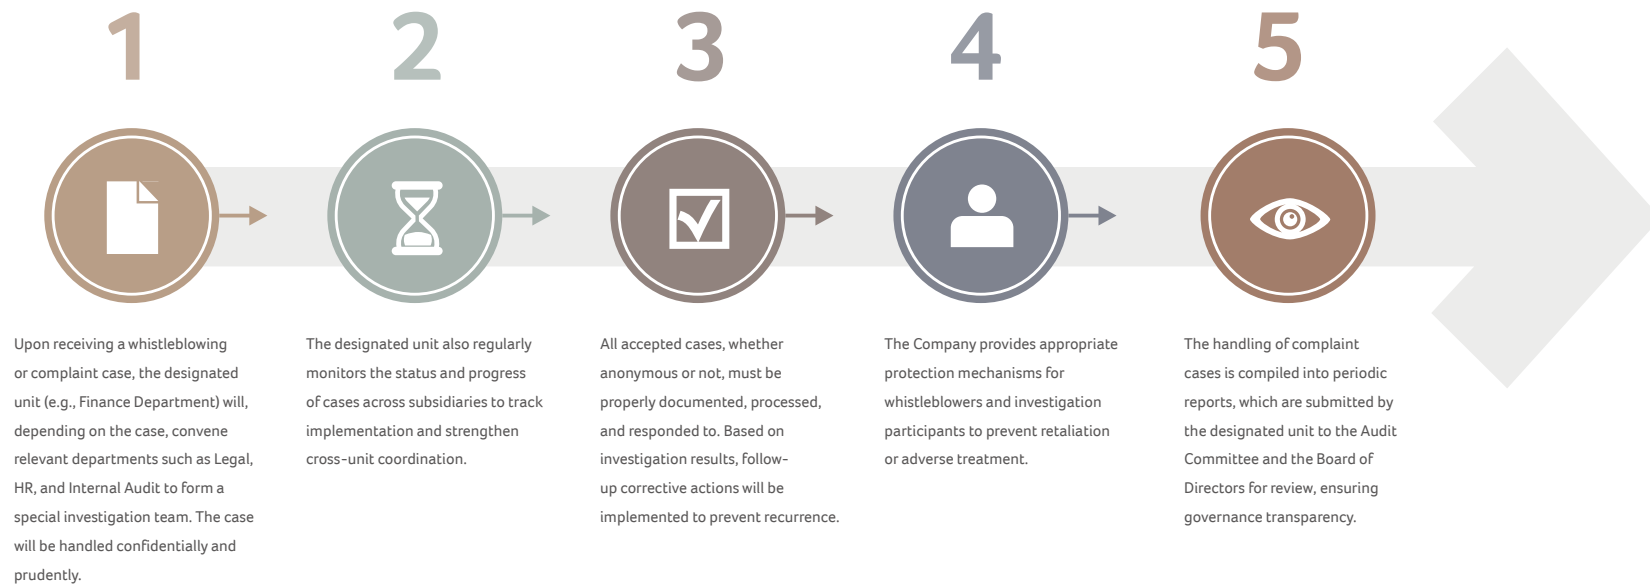 1
Upon receiving a whistleblowing
or complaint case, the designated
unit (e.g., Finance Department) will,
depending on the case, convene
relevant departments such as Legal,
HR, and Internal Audit to form a
special investigation team. The case
will be handled confidentially and
prudently.
2
The designated unit also regularly
monitors the status and progress
of cases across subsidiaries to track
implementation and strengthen
cross-unit coordination.
3
All accepted cases, whether
anonymous or not, must be
properly documented, processed,
and responded to. Based on
investigation results, follow-
up corrective actions will be
implemented to prevent recurrence.
4
The Company provides appropriate
protection mechanisms for
whistleblowers and investigation
participants to prevent retaliation
or adverse treatment.
5
The handling of complaint
cases is compiled into periodic
reports, which are submitted by
the designated unit to the Audit
Committee and the Board of
Directors for review, ensuring
governance transparency.